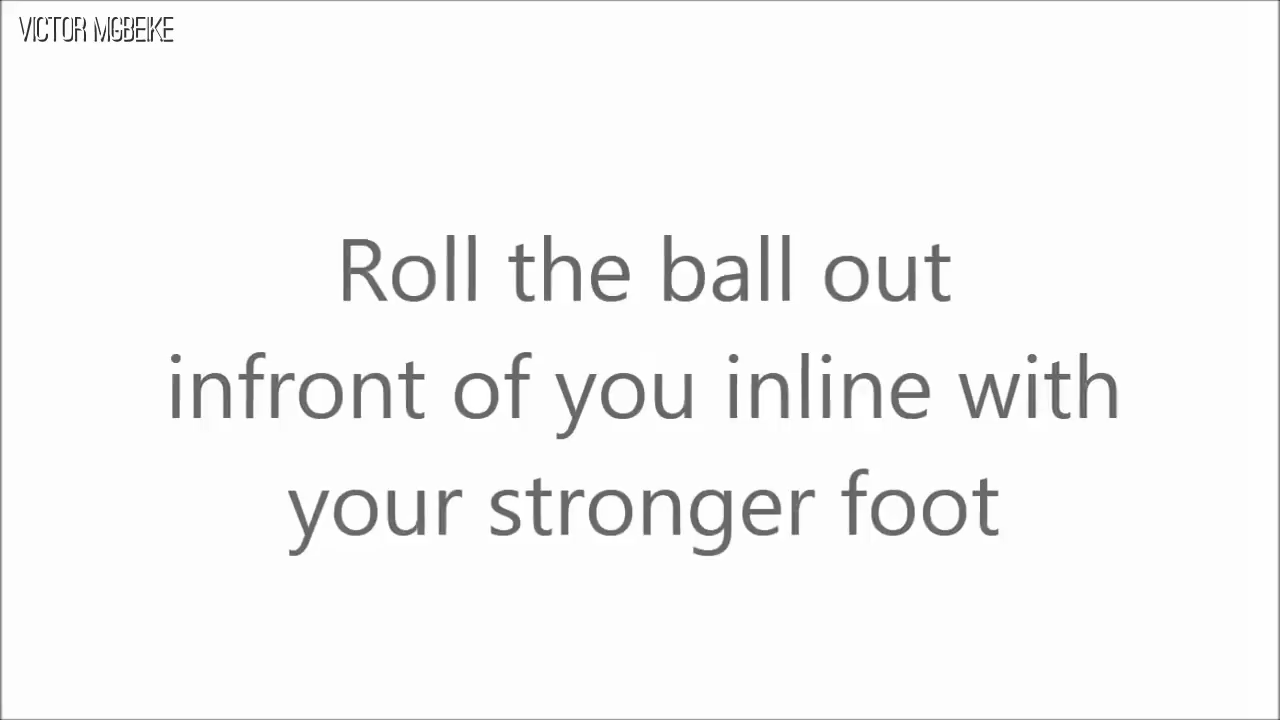 VICTOR MGBEIKE
Roll the ball out
infront of you inline with
your stronger foot